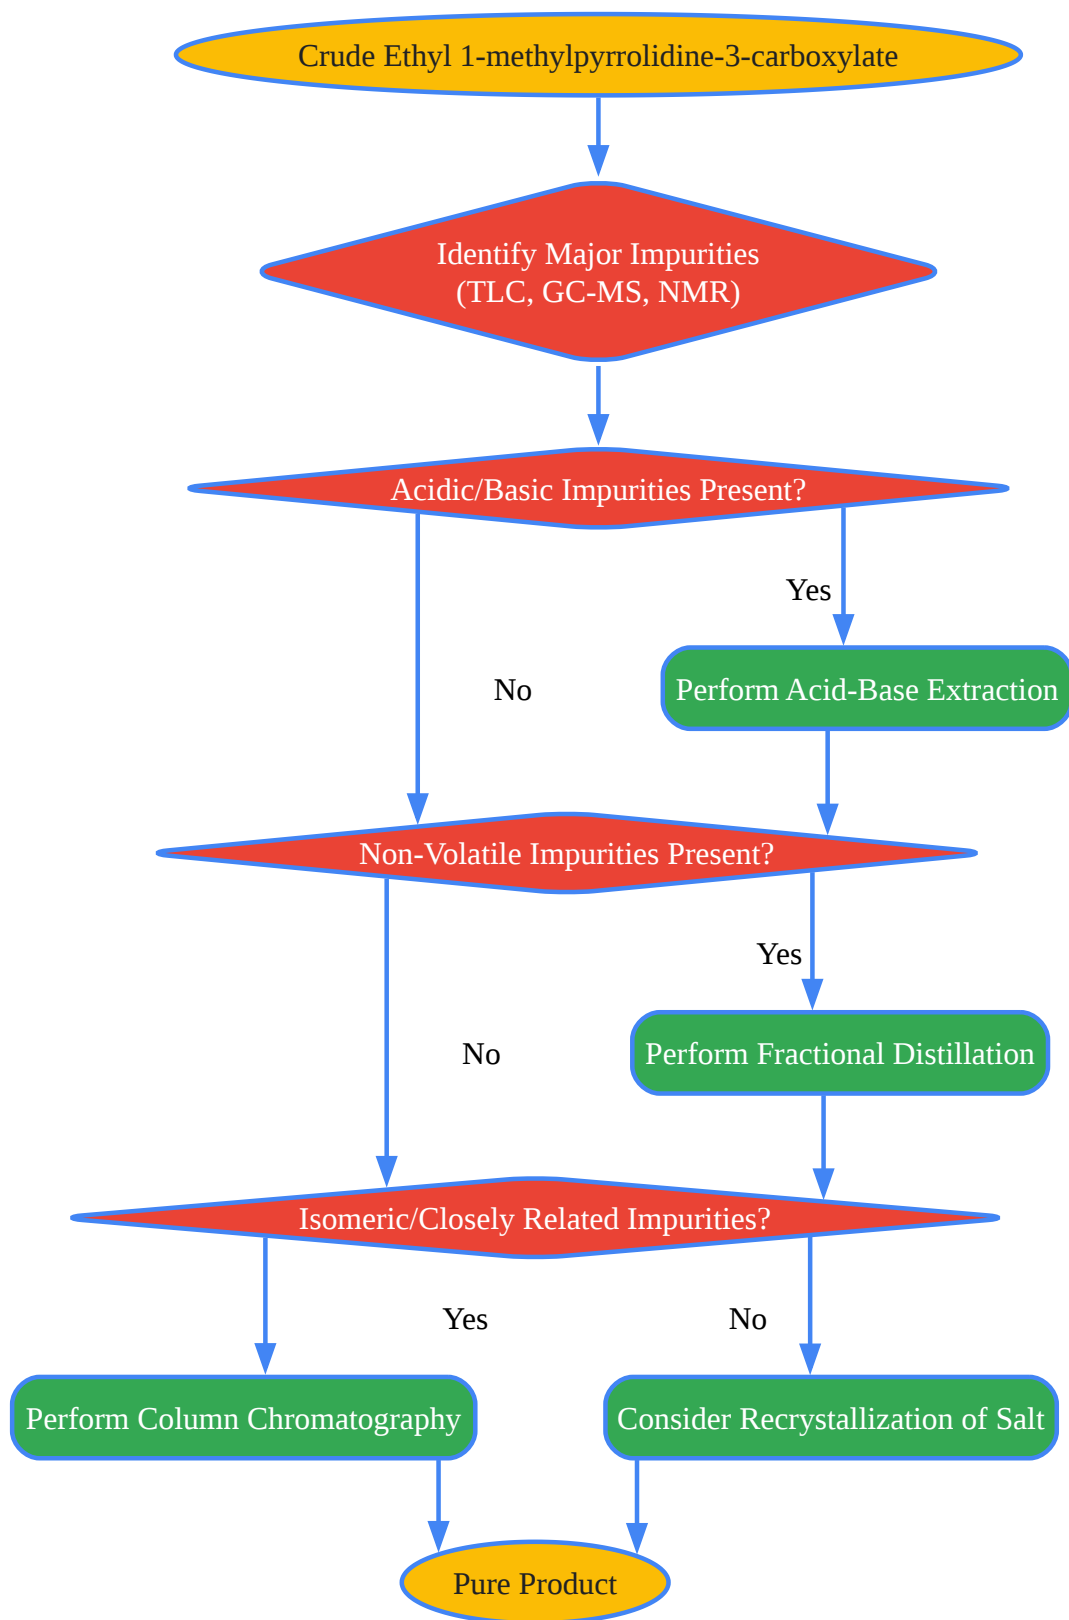 Crude Ethyl 1-methylpyrrolidine-3-carboxylate
Identify Major Impurities
(TLC, GC-MS, NMR)
Acidic/Basic Impurities Present?
Yes
No
Perform Acid-Base Extraction
Non-Volatile Impurities Present?
Yes
No
Perform Fractional Distillation
Isomeric/Closely Related Impurities?
Yes
No
Perform Column Chromatography
Consider Recrystallization of Salt
Pure Product